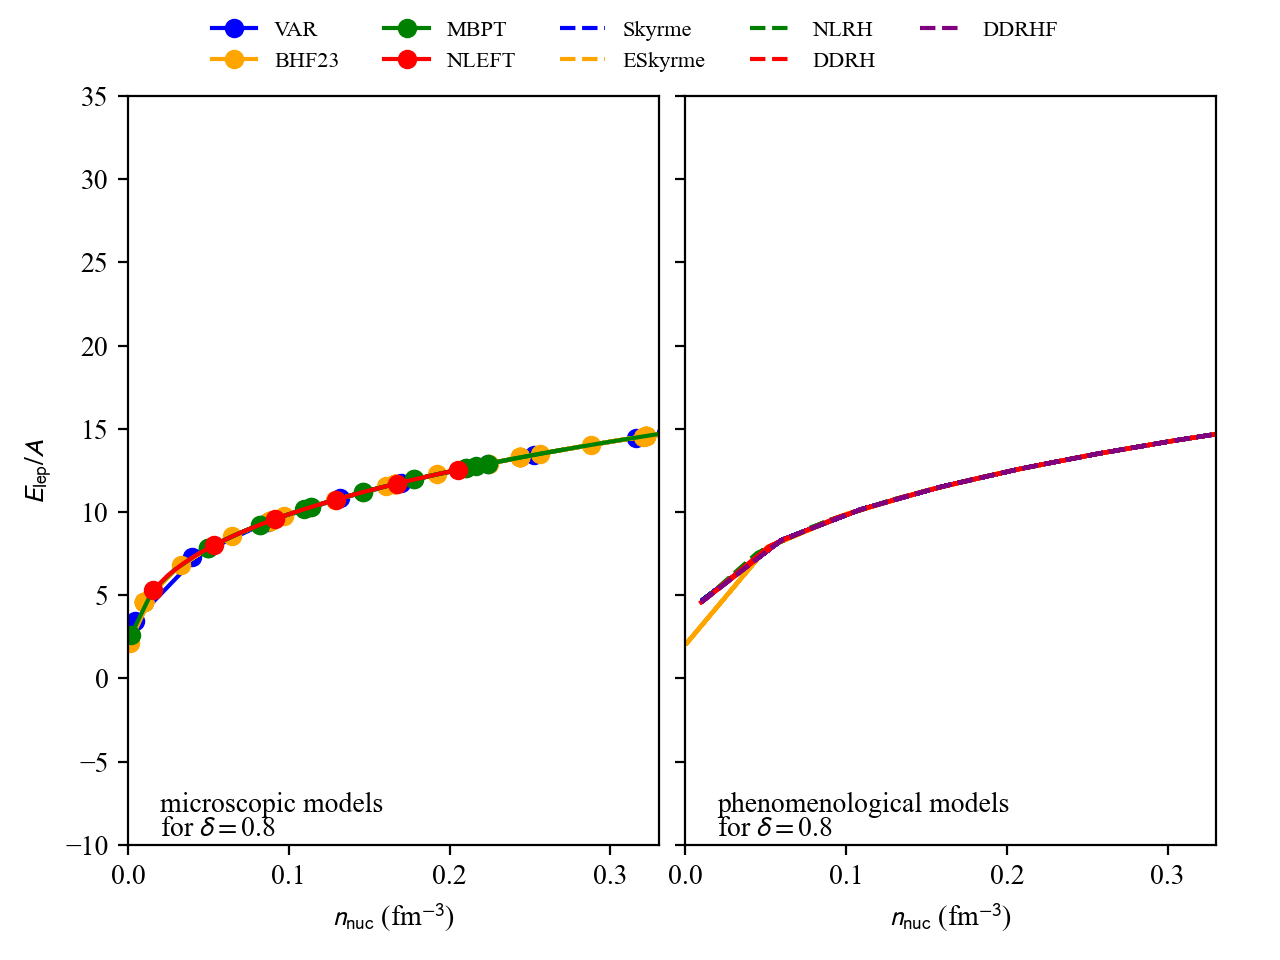 VAR MBPT Skyrme NLRH DDRHF
BHF23 NLEFT ESkyrme DDRH
35
30
25
20
15
10
5
0
−5
−10
E_lep/A
microscopic models
for δ = 0.8
phenomenological models
for δ = 0.8
0.0 0.1 0.2 0.3
0.0 0.1 0.2 0.3
n_nuc (fm⁻³)
n_nuc (fm⁻³)